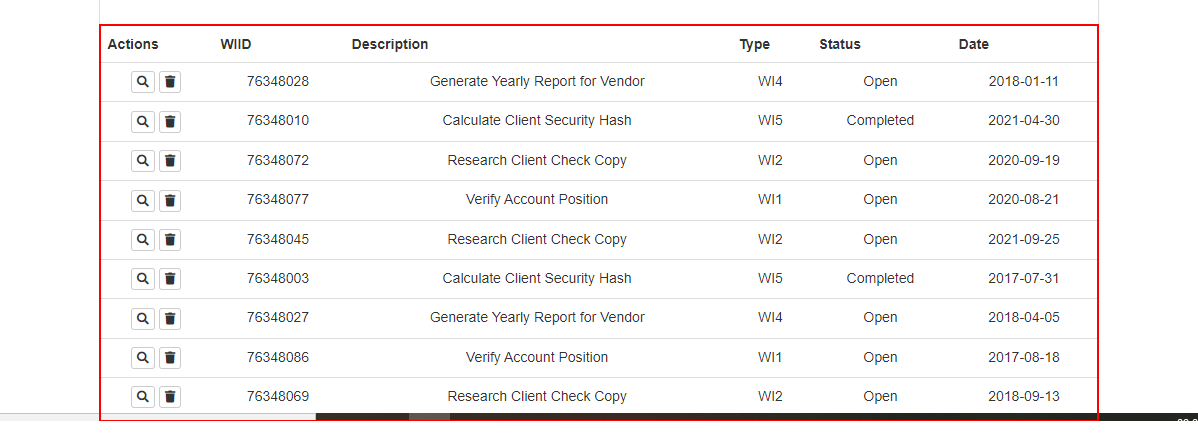 Actions WIID Description Type Status Date
76348028 Generate Yearly Report for Vendor WI4 Open 2018-01-11
76348010 Calculate Client Security Hash WI5 Completed 2021-04-30
76348072 Research Client Check Copy WI2 Open 2020-09-19
76348077 Verify Account Position WI1 Open 2020-08-21
76348045 Research Client Check Copy WI2 Open 2021-09-25
76348003 Calculate Client Security Hash WI5 Completed 2017-07-31
76348027 Generate Yearly Report for Vendor WI4 Open 2018-04-05
76348086 Verify Account Position WI1 Open 2017-08-18
76348069 Research Client Check Copy WI2 Open 2018-09-13